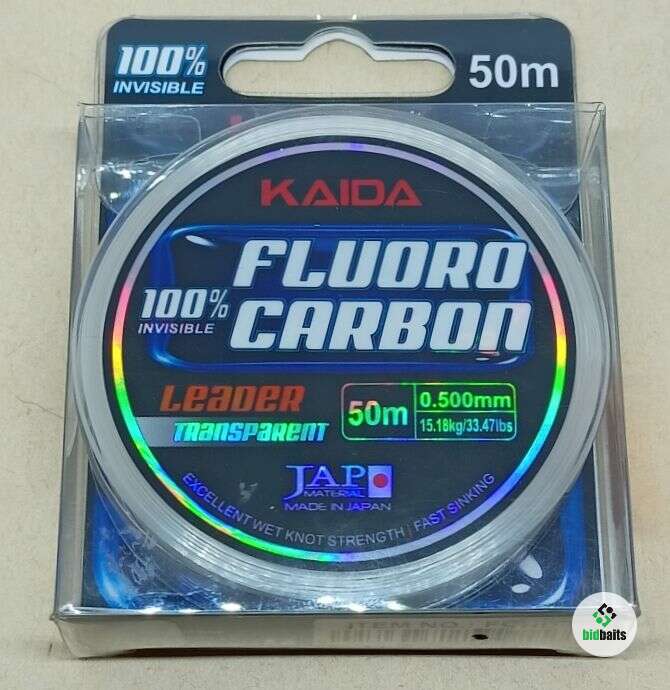 100%
INVISIBLE
50m
KAIDA
FLUORO
100%
INVISIBLE
CARBON
LEADER
TRANSPARENT
50m
0.500mm
15.18kg/33.47lbs
JAP
MATERIAL
MADE IN JAPAN
EXCELLENT WET KNOT STRENGTH | FAST SINKING
bidbaits